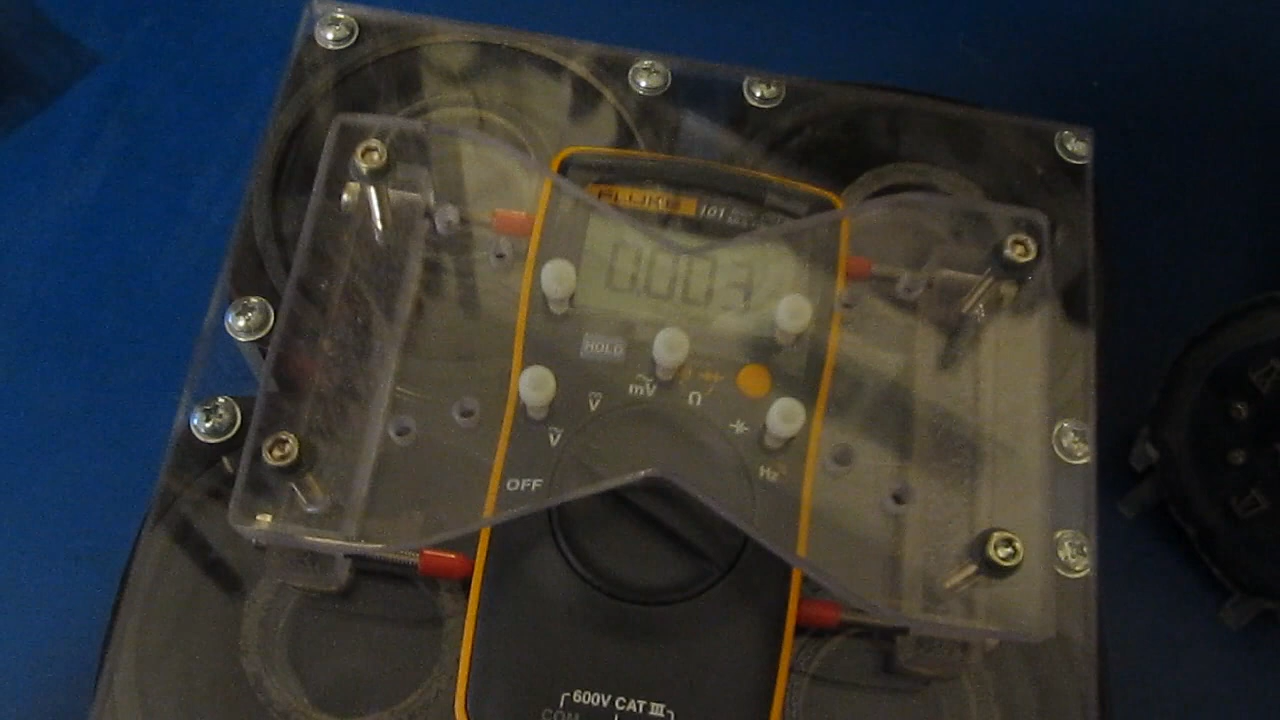 FLUKE 101
0.003
HOLD
mV Ω
Ṽ
V
Hz
OFF
600V CAT III
COM